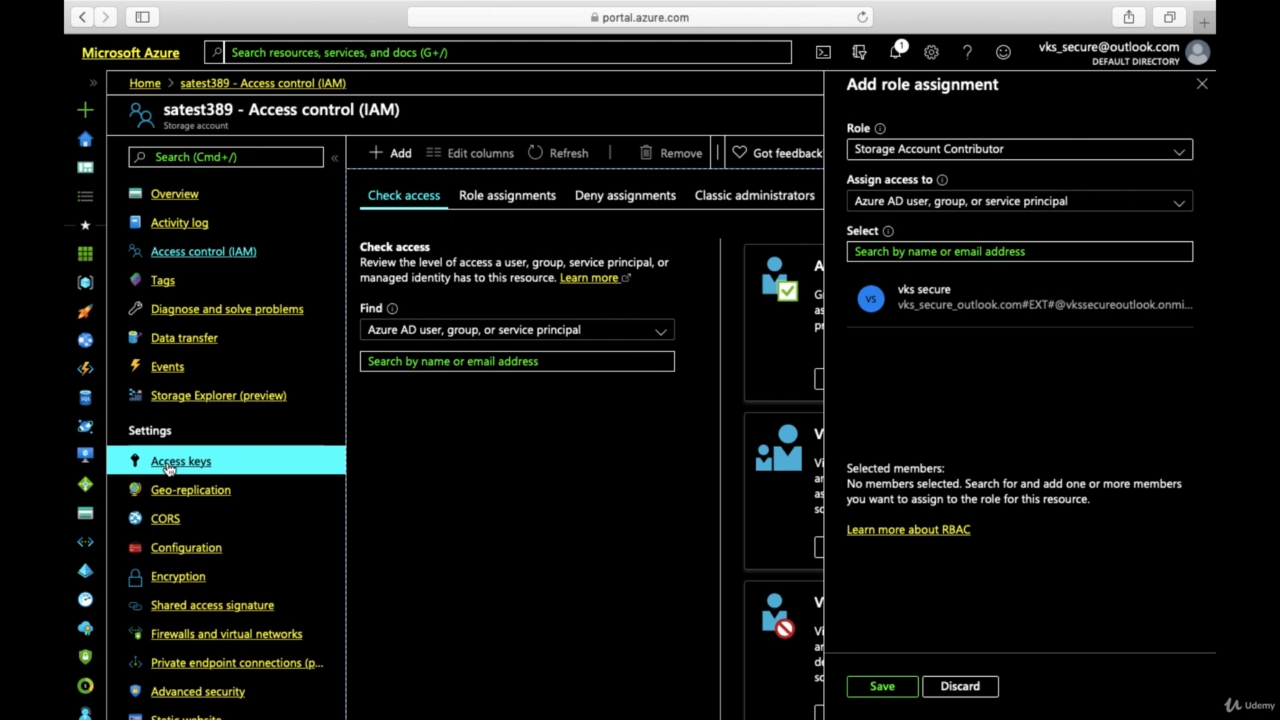 portal.azure.com
Microsoft Azure
Search resources, services, and docs (G+/)
1
vks_secure@outlook.com
DEFAULT DIRECTORY
Home > satest389 - Access control (IAM)
satest389 - Access control (IAM)
Storage account
Search (Cmd+/)
Overview
Activity log
Access control (IAM)
Tags
Diagnose and solve problems
Data transfer
Events
Storage Explorer (preview)
Settings
Access keys
Geo-replication
CORS
Configuration
Encryption
Shared access signature
Firewalls and virtual networks
Private endpoint connections (p...
Advanced security
Static website
Add
Edit columns
Refresh
Remove
Got feedback
Check access
Role assignments
Deny assignments
Classic administrators
Check access
Review the level of access a user, group, service principal, or
managed identity has to this resource. Learn more
Find
Azure AD user, group, or service principal
Search by name or email address
Add role assignment
Role
Storage Account Contributor
Assign access to
Azure AD user, group, or service principal
Select
Search by name or email address
VS
vks secure
vks_secure_outlook.com#EXT#@vkssecureoutlook.onmi...
Selected members:
No members selected. Search for and add one or more members
you want to assign to the role for this resource.
Learn more about RBAC
Save
Discard
Udemy